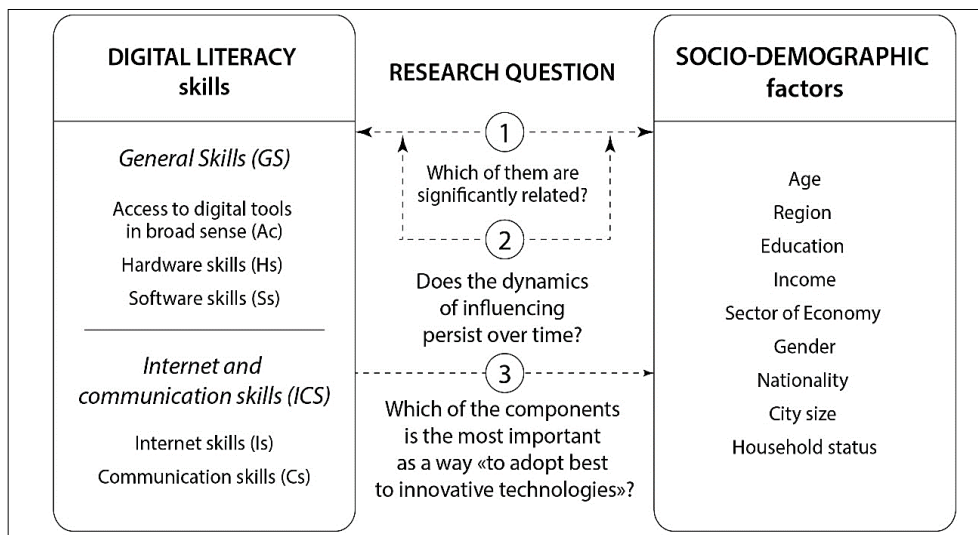 DIGITAL LITERACY
skills
General Skills (GS)
Access to digital tools
in broad sense (Ac)
Hardware skills (Hs)
Software skills (Ss)
Internet and
communication skills (ICS)
Internet skills (Is)
Communication skills (Cs)
RESEARCH QUESTION
1
Which of them are
significantly related?
2
Does the dynamics
of influencing
persist over time?
3
Which of the components
is the most important
as a way «to adopt best
to innovative technologies»?
SOCIO-DEMOGRAPHIC
factors
Age
Region
Education
Income
Sector of Economy
Gender
Nationality
City size
Household status